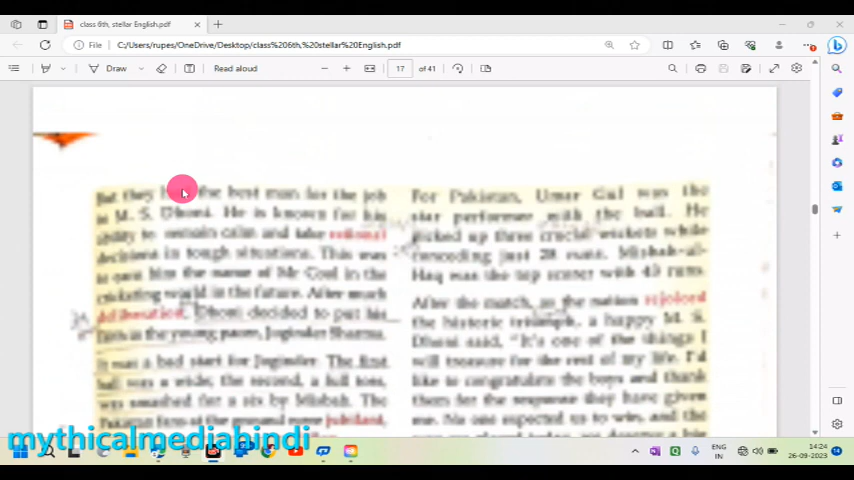 class 6th, stellar English.pdf
File
C:/Users/rupes/OneDrive/Desktop/class%206th,%20stellar%20English.pdf
Draw
Read aloud
17
of 41
But they had the best man for the job
is M. S. Dhoni. He is known for his
ability to remain calm and take rational
decisions in tough situations. This was
to earn him the name of Mr Cool in the
cricketing world in the future. After much
deliberation, Dhoni decided to put his
faith in the young pacer, Joginder Sharma.
It was a bad start for Joginder. The first
ball was a wide, the second, a full toss,
was smashed for a six by Misbah. The
Pakistan fans at the ground were jubilant,
For Pakistan, Umar Gul was the
star performer with the ball. He
picked up three crucial wickets while
conceding just 28 runs. Misbah-ul-
Haq was the top scorer with 43 runs.
After the match, as the nation rejoiced
the historic triumph, a happy M. S.
Dhoni said, "It's one of the things I
will treasure for the rest of my life. I'd
like to congratulate the boys and thank
them for the response they have given
me. No one expected us to win, and the
mythicalmediahindi
ENG
IN
14:24
26-09-2023